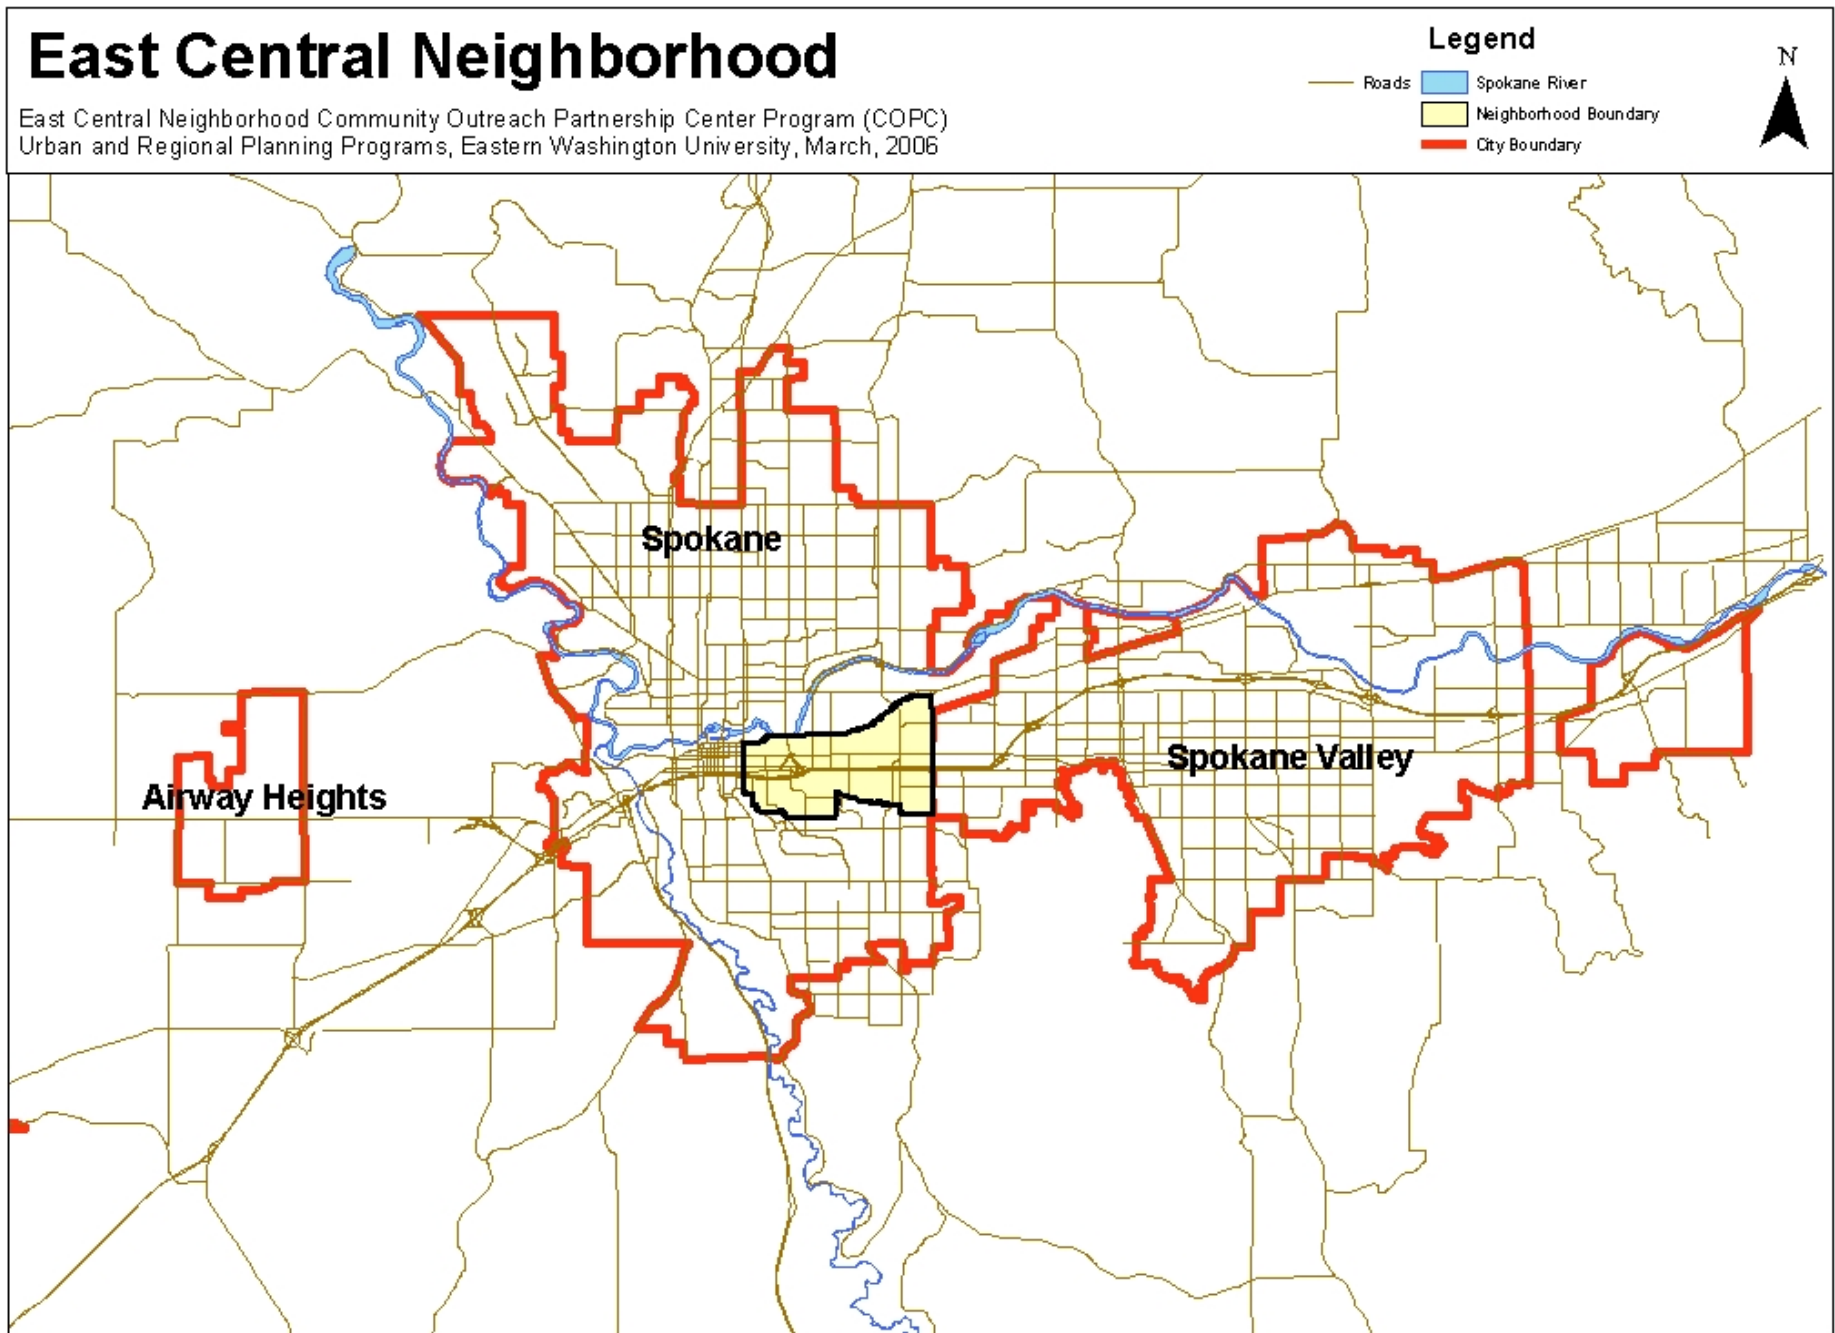 East Central Neighborhood
East Central Neighborhood Community Outreach Partnership Center Program (COPC)
Urban and Regional Planning Programs, Eastern Washington University, March, 2006
Legend
Roads
Spokane River
Neighborhood Boundary
City Boundary
N
Spokane
Spokane Valley
Airway Heights